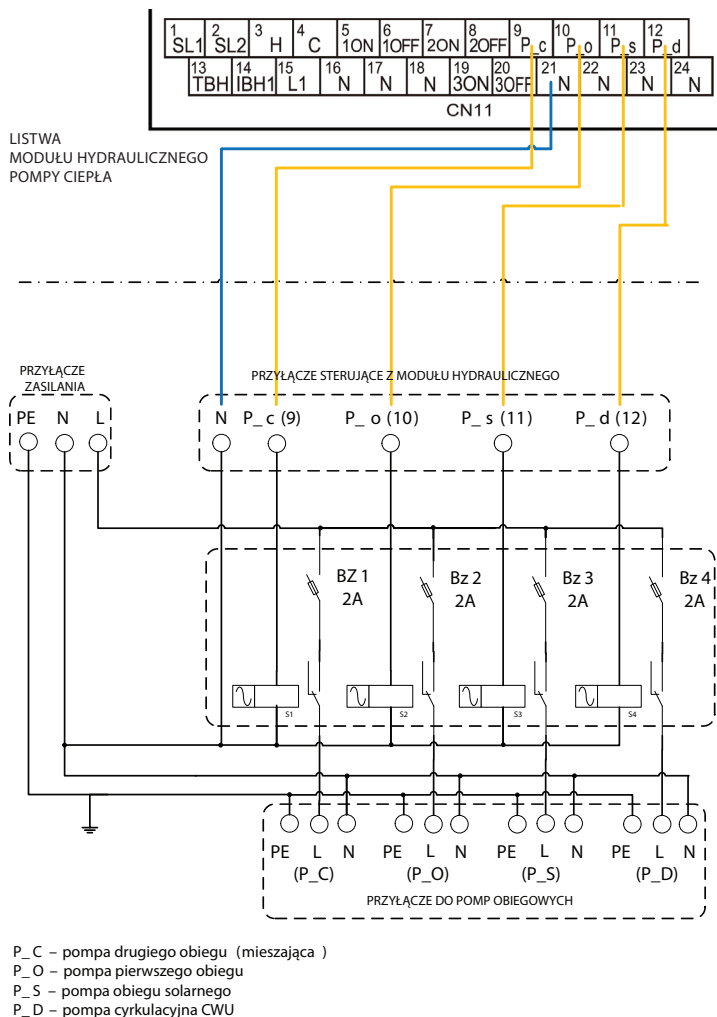 1 2 3 4 5 6 7 8 9 10 11 12
SL1 SL2 H C 1ON 1OFF 2ON 2OFF P_c P_o P_s P_d
13 14 15 16 17 18 19 20 21 22 23 24
TBH IBH1 L1 N N N 3ON 3OFF N N N N
CN11
LISTWA
MODUŁU HYDRAULICZNEGO
POMPY CIEPŁA
PRZYŁĄCZE
ZASILANIA
PRZYŁĄCZE STERUJĄCE Z MODUŁU HYDRAULICZNEGO
PE N L
N P_ c (9) P_ o (10) P_ s (11) P_ d (12)
BZ 1 Bz 2 Bz 3 Bz 4
2A 2A 2A 2A
S1 S2 S3 S4
PE L N PE L N PE L N PE L N
(P_C) (P_O) (P_S) (P_D)
PRZYŁĄCZE DO POMP OBIEGOWYCH
P_ C – pompa drugiego obiegu (mieszająca )
P_ O – pompa pierwszego obiegu
P_ S – pompa obiegu solarnego
P_ D – pompa cyrkulacyjna CWU